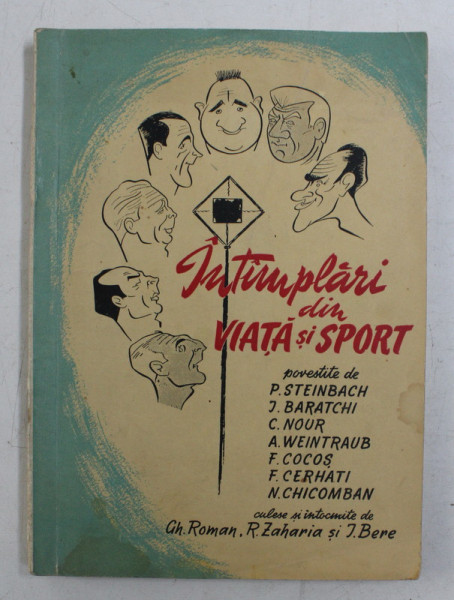 Întîmplări
din
VIAȚĂ și SPORT
povestite de
P. STEINBACH
J. BARATCHI
C. NOUR
A. WEINTRAUB
F. COCOȘ
F. CERHATI
N. CHICOMBAN
culese și întocmite de
Gh. Roman, R. Zaharia și J. Bere